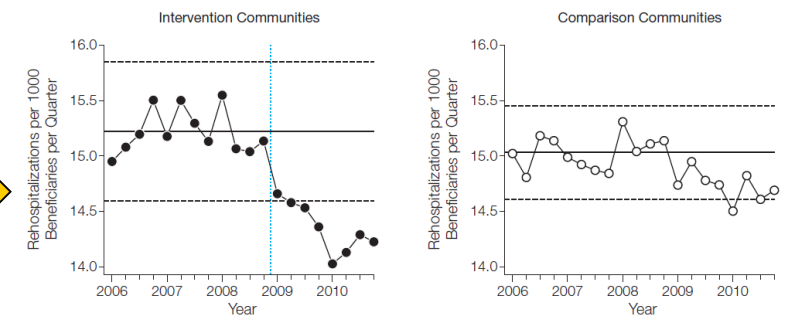 Intervention Communities
Rehospitalizations per 1000
Beneficiaries per Quarter
16.0
15.5
15.0
14.5
14.0
2006 2007 2008 2009 2010
Year
Comparison Communities
Rehospitalizations per 1000
Beneficiaries per Quarter
16.0
15.5
15.0
14.5
14.0
2006 2007 2008 2009 2010
Year